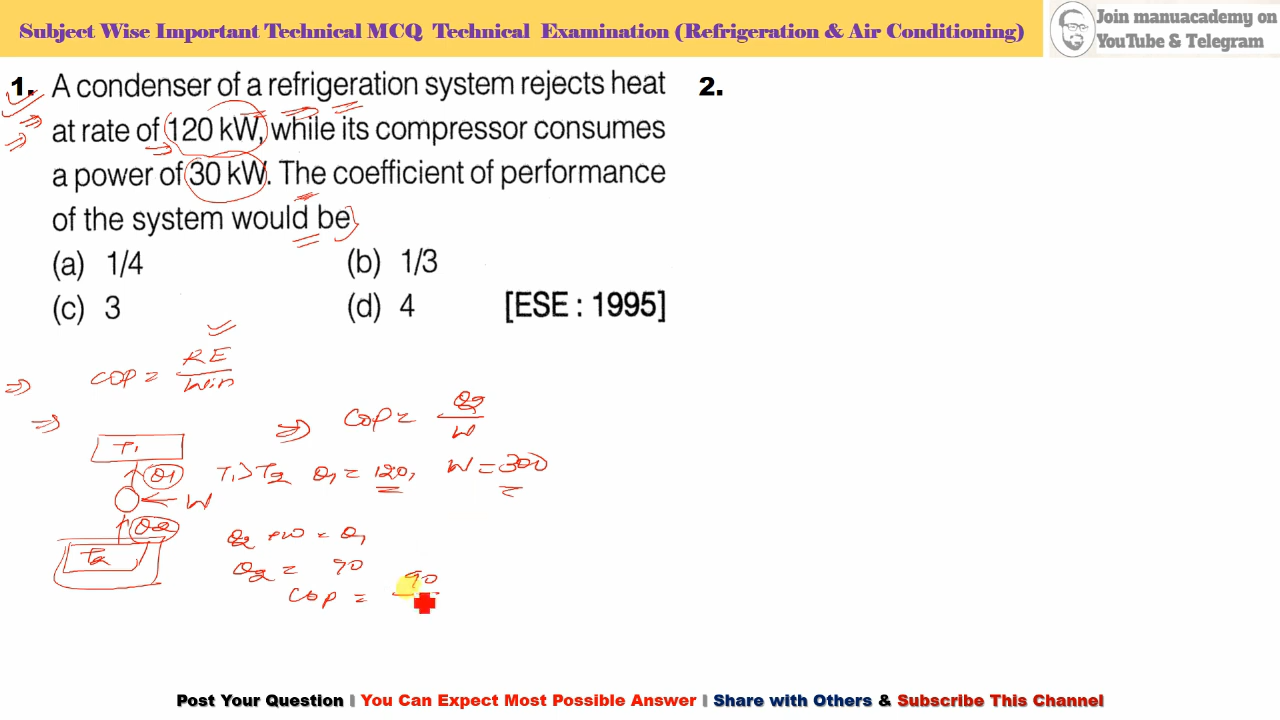 Subject Wise Important Technical MCQ Technical Examination (Refrigeration & Air Conditioning)
Join manuacademy on
YouTube & Telegram
1. A condenser of a refrigeration system rejects heat
at rate of 120 kW, while its compressor consumes
a power of 30 kW. The coefficient of performance
of the system would be
(a) 1/4 (b) 1/3
(c) 3 (d) 4 [ESE : 1995]
2.
⇒ COP = RE / Win
⇒ ⇒ COP = Q2 / W
T1
Q1 T1 > T2 Q1 = 120, W = 300
W
Q2
T2
Q2 + W = Q1
Q2 = 90
COP = 90
Post Your Question | You Can Expect Most Possible Answer | Share with Others & Subscribe This Channel